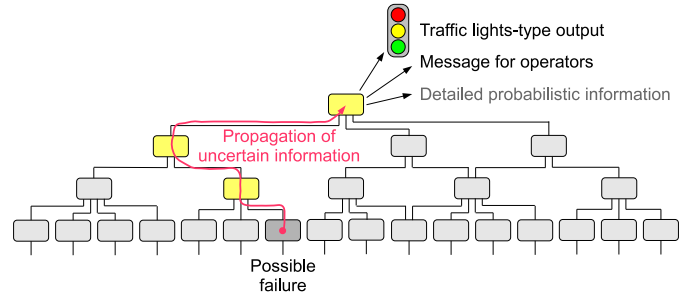 Traffic lights-type output
Message for operators
Detailed probabilistic information
Propagation of
uncertain information
Possible
failure